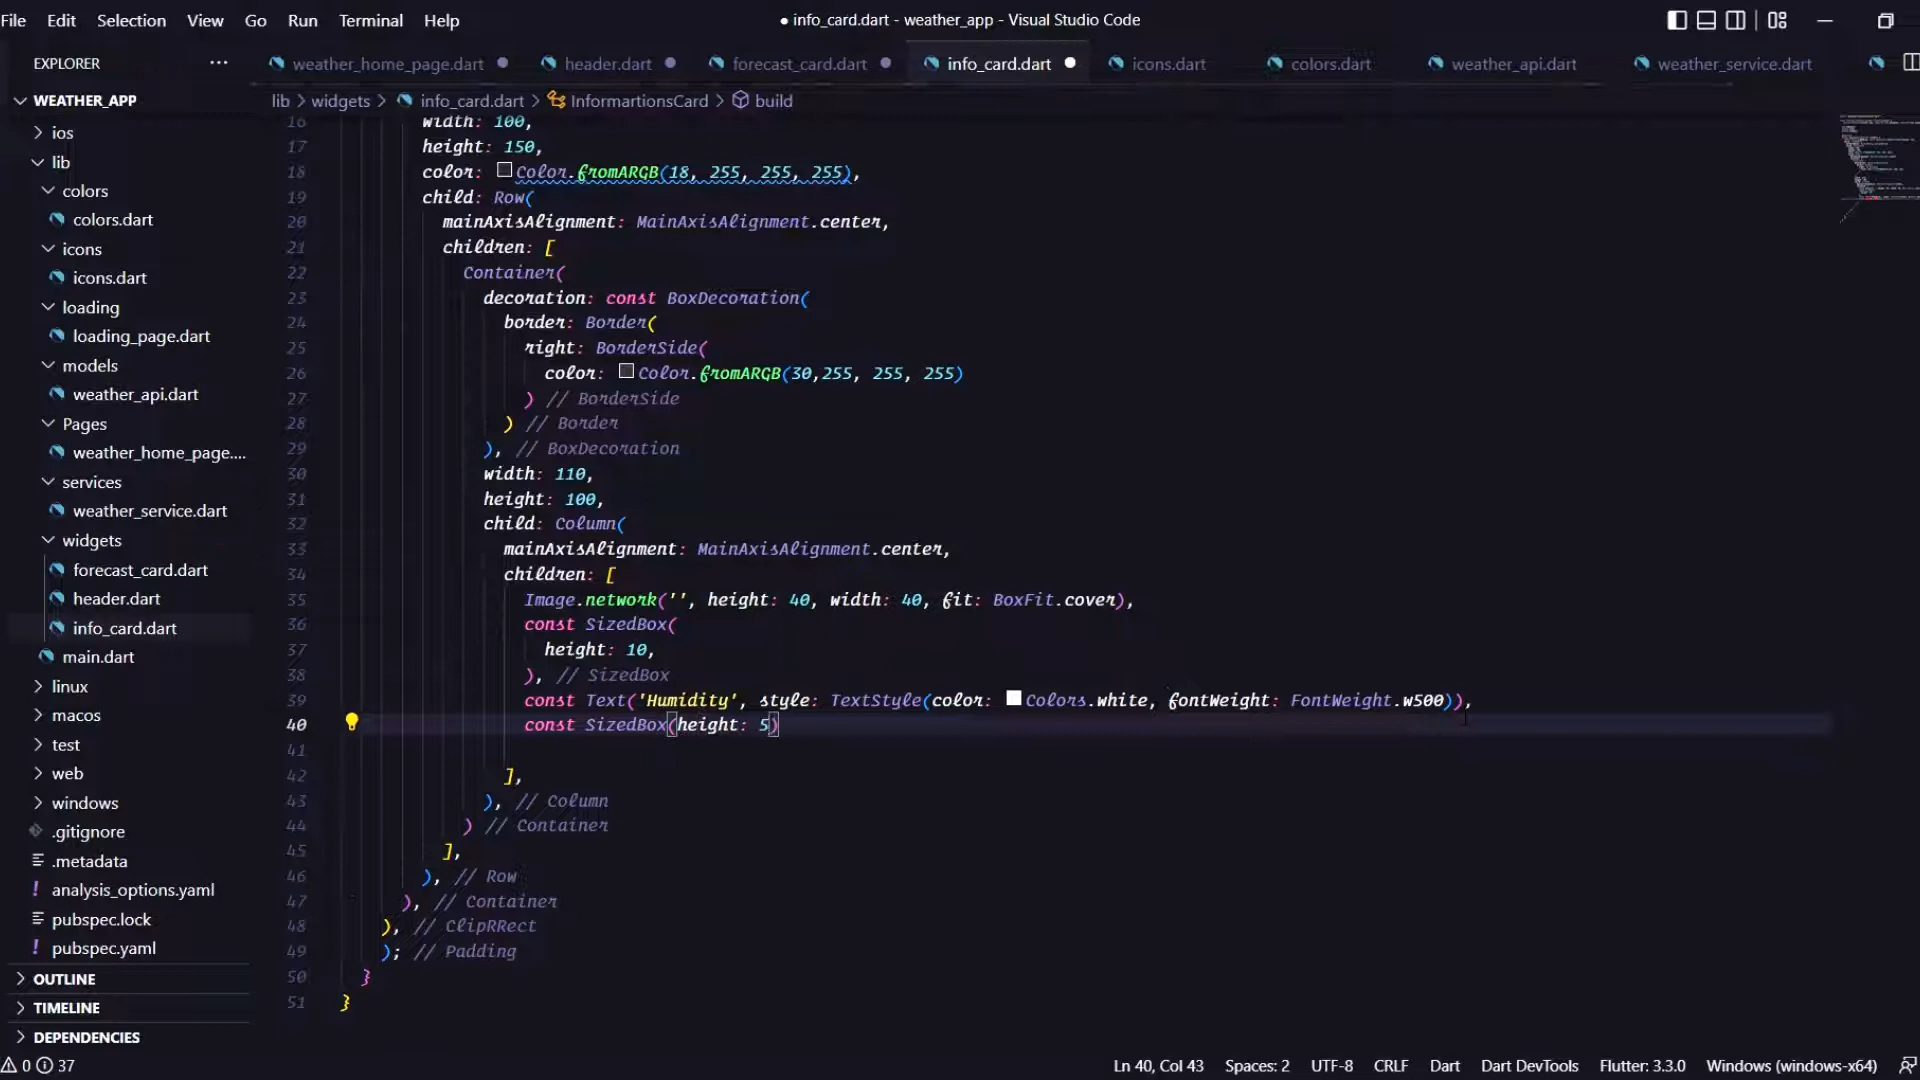 File Edit Selection View Go Run Terminal Help
● info_card.dart - weather_app - Visual Studio Code
EXPLORER ···
weather_home_page.dart
header.dart
forecast_card.dart
info_card.dart
icons.dart
colors.dart
weather_api.dart
weather_service.dart
lib > widgets > info_card.dart > InformartionsCard > build
WEATHER_APP
ios
lib
colors
colors.dart
icons
icons.dart
loading
loading_page.dart
models
weather_api.dart
Pages
weather_home_page....
services
weather_service.dart
widgets
forecast_card.dart
header.dart
info_card.dart
main.dart
linux
macos
test
web
windows
.gitignore
.metadata
analysis_options.yaml
pubspec.lock
pubspec.yaml
OUTLINE
TIMELINE
DEPENDENCIES
16 width: 100,
17 height: 150,
18 color: Color.fromARGB(18, 255, 255, 255),
19 child: Row(
20 mainAxisAlignment: MainAxisAlignment.center,
21 children: [
22 Container(
23 decoration: const BoxDecoration(
24 border: Border(
25 right: BorderSide(
26 color: Color.fromARGB(30,255, 255, 255)
27 ) // BorderSide
28 ) // Border
29 ), // BoxDecoration
30 width: 110,
31 height: 100,
32 child: Column(
33 mainAxisAlignment: MainAxisAlignment.center,
34 children: [
35 Image.network('', height: 40, width: 40, fit: BoxFit.cover),
36 const SizedBox(
37 height: 10,
38 ), // SizedBox
39 const Text('Humidity', style: TextStyle(color: Colors.white, fontWeight: FontWeight.w500)),
40 const SizedBox(height: 5)
41
42 ],
43 ), // Column
44 ) // Container
45 ],
46 ), // Row
47 ), // Container
48 ), // ClipRRect
49 ); // Padding
50 }
51 }
0 37
Ln 40, Col 43 Spaces: 2 UTF-8 CRLF Dart Dart DevTools Flutter: 3.3.0 Windows (windows-x64)